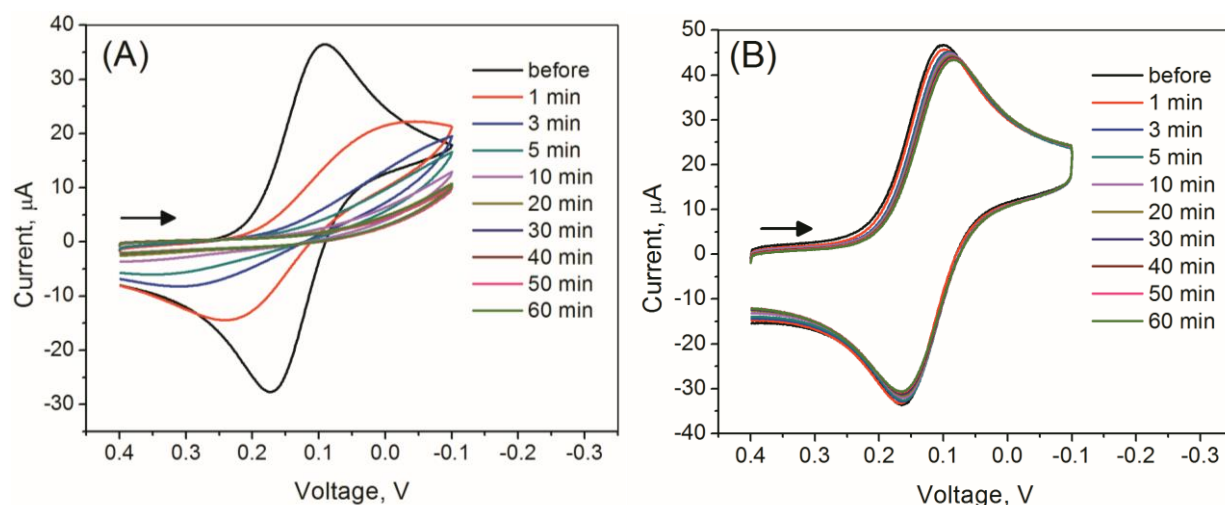 (A)
40
30
20
10
0
-10
-20
-30
Current, μA
0.4 0.3 0.2 0.1 0.0 -0.1 -0.2 -0.3
Voltage, V
before
1 min
3 min
5 min
10 min
20 min
30 min
40 min
50 min
60 min
(B)
50
40
30
20
10
0
-10
-20
-30
-40
Current, μA
0.4 0.3 0.2 0.1 0.0 -0.1 -0.2 -0.3
Voltage, V
before
1 min
3 min
5 min
10 min
20 min
30 min
40 min
50 min
60 min